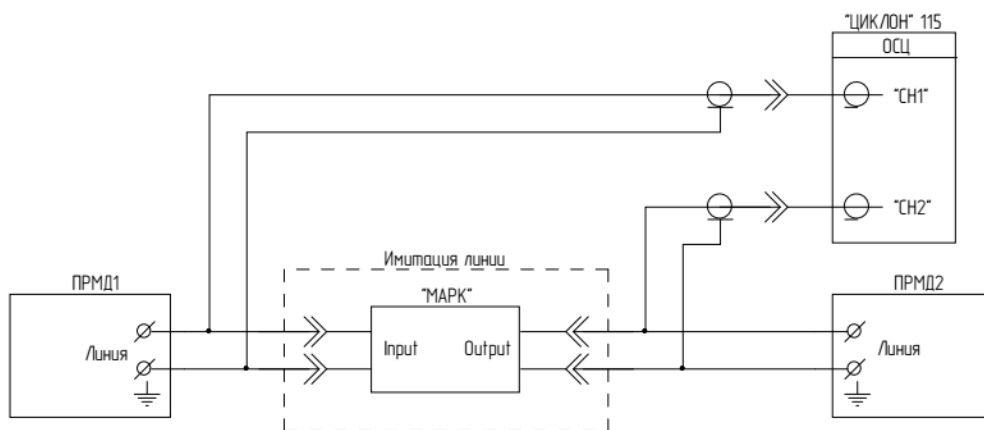 "ЦИКЛОН" 115
ОСЦ
"CH1"
"CH2"
Имитация линии
ПРМД1
"МАРК"
ПРМД2
Линия
Input
Output
Линия